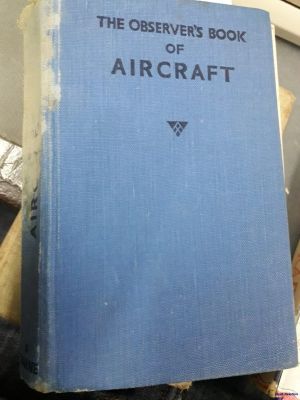 THE OBSERVER'S BOOK
OF
AIRCRAFT